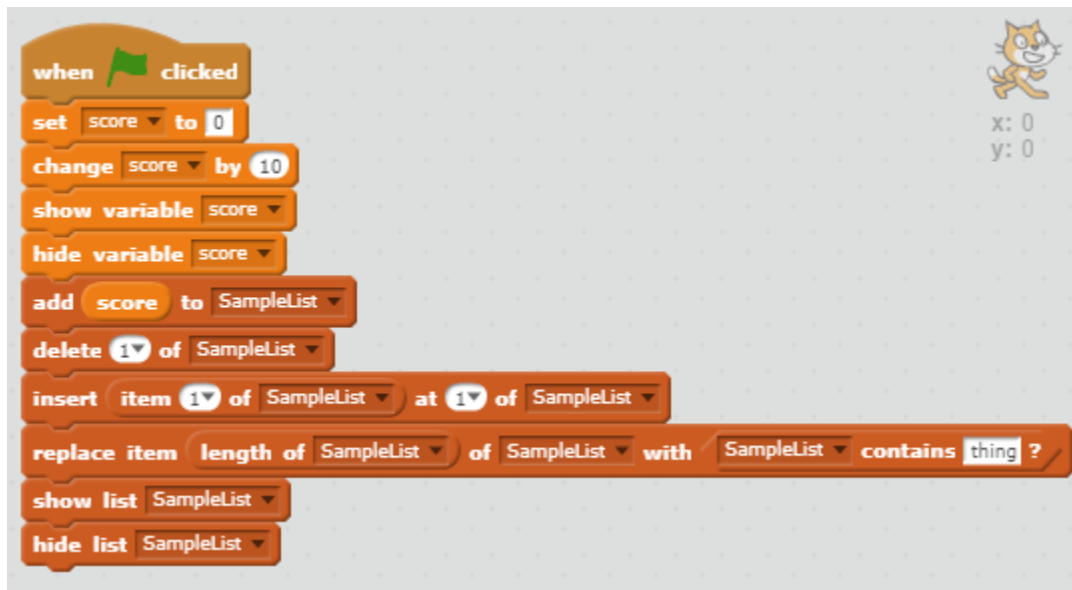 when clicked
set score to 0
change score by 10
show variable score
hide variable score
add score to SampleList
delete 1 of SampleList
insert item 1 of SampleList at 1 of SampleList
replace item length of SampleList of SampleList with SampleList contains thing ?
show list SampleList
hide list SampleList
x: 0
y: 0